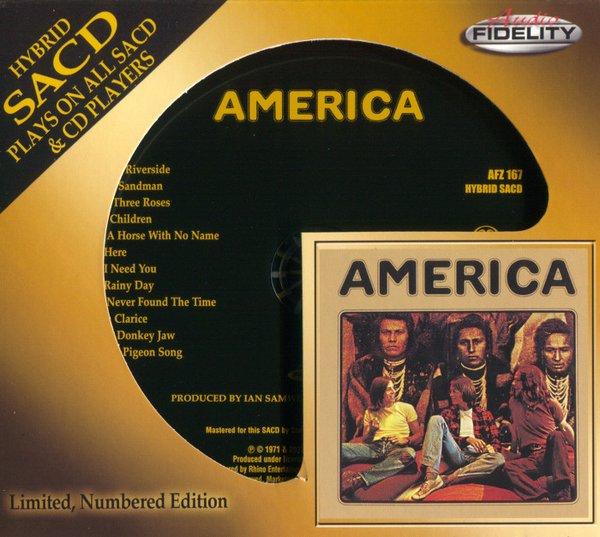 HYBRID
SACD
PLAYS ON ALL SACD
& CD PLAYERS
Audio
FIDELITY
AMERICA
AFZ 167
HYBRID SACD
Riverside
Sandman
Three Roses
Children
A Horse With No Name
Here
I Need You
Rainy Day
Never Found The Time
Clarice
Donkey Jaw
Pigeon Song
PRODUCED BY IAN SAMW
Mastered for this SACD by
℗ © 1971 &
Produced under
by Rhino
Limited, Numbered Edition
AMERICA